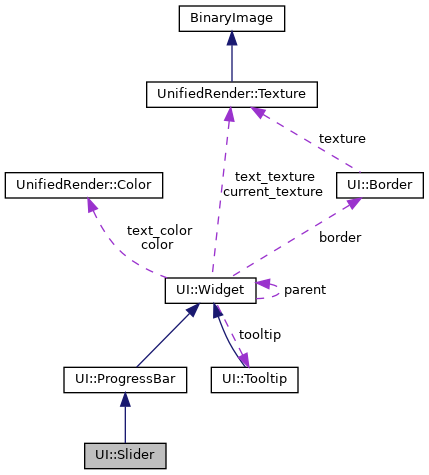 BinaryImage
UnifiedRender::Texture
texture
UnifiedRender::Color
text_texture
current_texture
UI::Border
text_color
color
border
UI::Widget
parent
tooltip
UI::ProgressBar
UI::Tooltip
UI::Slider